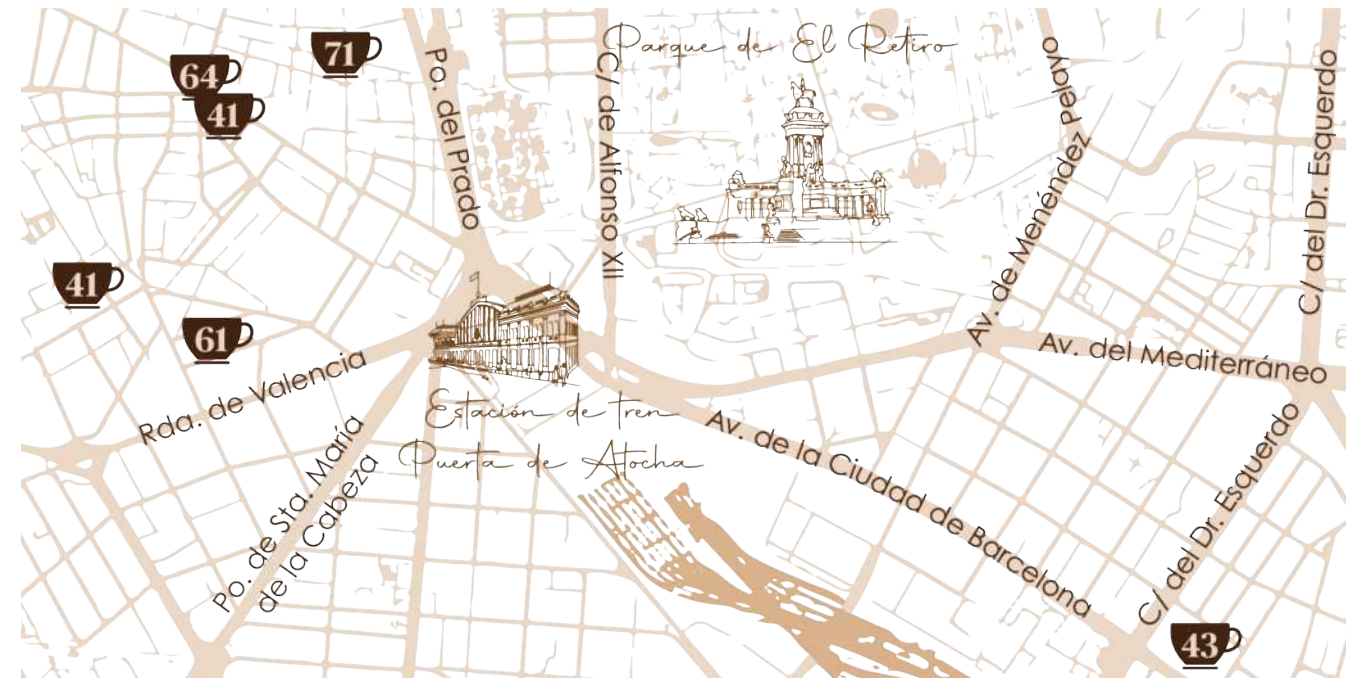 71
64
41
41
61
43
Po. del Prado
C/ de Alfonso XII
Parque de El Retiro
Av. de Menéndez Pelayo
C/ del Dr. Esquerdo
Av. del Mediterráneo
Rda. de Valencia
Estación de tren
Puerta de Atocha
Av. de la Ciudad de Barcelona
Po. de Sta. María
de la Cabeza
C/ del Dr. Esquerdo